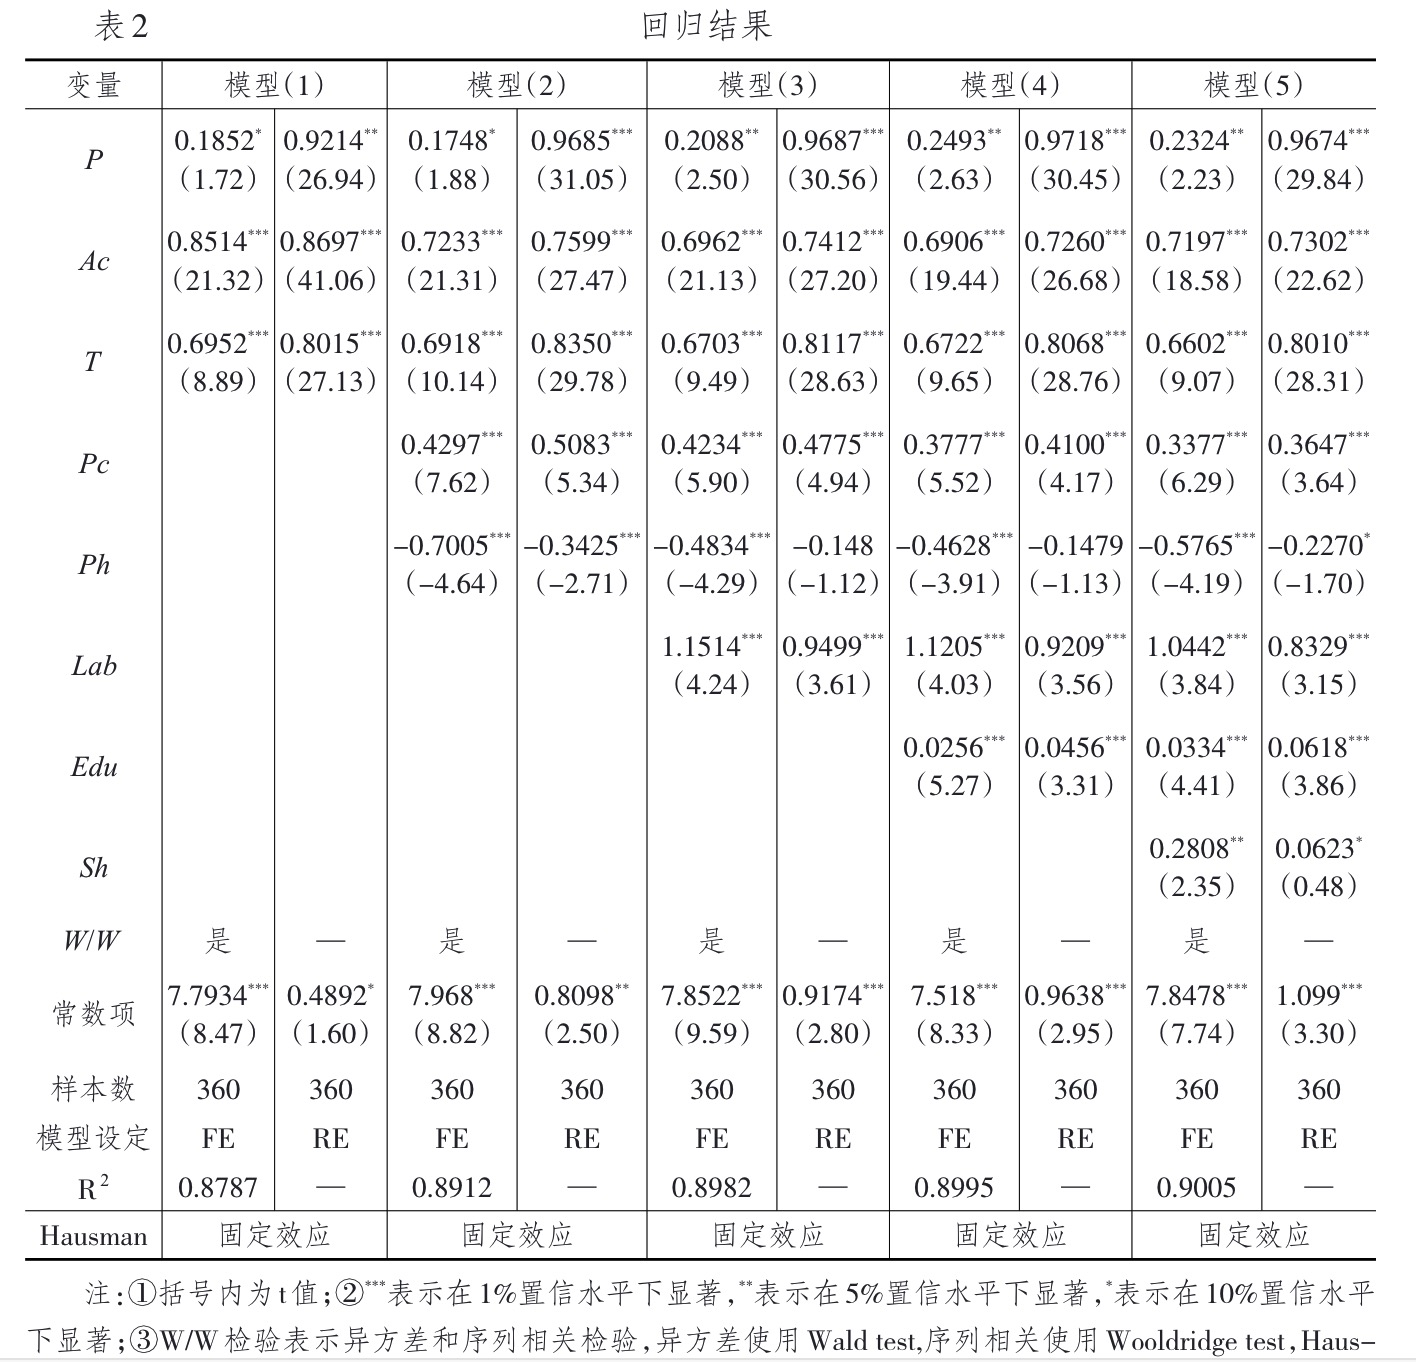 表2 回归结果
变量 模型(1) 模型(2) 模型(3) 模型(4) 模型(5)
P 0.1852* 0.9214** 0.1748* 0.9685*** 0.2088** 0.9687*** 0.2493** 0.9718*** 0.2324** 0.9674***
(1.72) (26.94) (1.88) (31.05) (2.50) (30.56) (2.63) (30.45) (2.23) (29.84)
Ac 0.8514*** 0.8697*** 0.7233*** 0.7599*** 0.6962*** 0.7412*** 0.6906*** 0.7260*** 0.7197*** 0.7302***
(21.32) (41.06) (21.31) (27.47) (21.13) (27.20) (19.44) (26.68) (18.58) (22.62)
T 0.6952*** 0.8015*** 0.6918*** 0.8350*** 0.6703*** 0.8117*** 0.6722*** 0.8068*** 0.6602*** 0.8010***
(8.89) (27.13) (10.14) (29.78) (9.49) (28.63) (9.65) (28.76) (9.07) (28.31)
Pc 0.4297*** 0.5083*** 0.4234*** 0.4775*** 0.3777*** 0.4100*** 0.3377*** 0.3647***
(7.62) (5.34) (5.90) (4.94) (5.52) (4.17) (6.29) (3.64)
Ph -0.7005*** -0.3425*** -0.4834*** -0.148 -0.4628*** -0.1479 -0.5765*** -0.2270*
(-4.64) (-2.71) (-4.29) (-1.12) (-3.91) (-1.13) (-4.19) (-1.70)
Lab 1.1514*** 0.9499*** 1.1205*** 0.9209*** 1.0442*** 0.8329***
(4.24) (3.61) (4.03) (3.56) (3.84) (3.15)
Edu 0.0256*** 0.0456*** 0.0334*** 0.0618***
(5.27) (3.31) (4.41) (3.86)
Sh 0.2808** 0.0623*
(2.35) (0.48)
W/W 是 — 是 — 是 — 是 — 是 —
常数项 7.7934*** 0.4892* 7.968*** 0.8098** 7.8522*** 0.9174*** 7.518*** 0.9638*** 7.8478*** 1.099***
(8.47) (1.60) (8.82) (2.50) (9.59) (2.80) (8.33) (2.95) (7.74) (3.30)
样本数 360 360 360 360 360 360 360 360 360 360
模型设定 FE RE FE RE FE RE FE RE FE RE
R² 0.8787 — 0.8912 — 0.8982 — 0.8995 — 0.9005 —
Hausman 固定效应 固定效应 固定效应 固定效应 固定效应
注:①括号内为t值;②***表示在1%置信水平下显著,**表示在5%置信水平下显著,*表示在10%置信水平
下显著;③W/W检验表示异方差和序列相关检验,异方差使用Wald test,序列相关使用Wooldridge test,Haus-